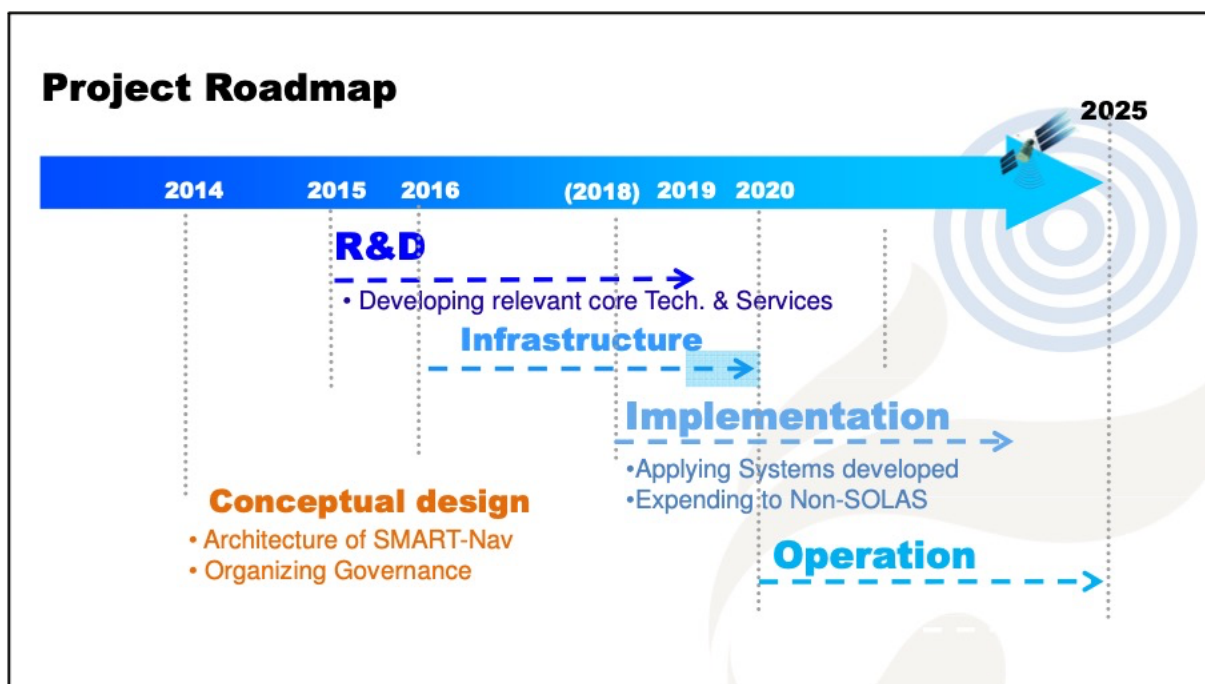 Project Roadmap
2025
2014 2015 2016 (2018) 2019 2020
R&D
• Developing relevant core Tech. & Services
Infrastructure
Implementation
•Applying Systems developed
•Expending to Non-SOLAS
Conceptual design
• Architecture of SMART-Nav
• Organizing Governance
Operation